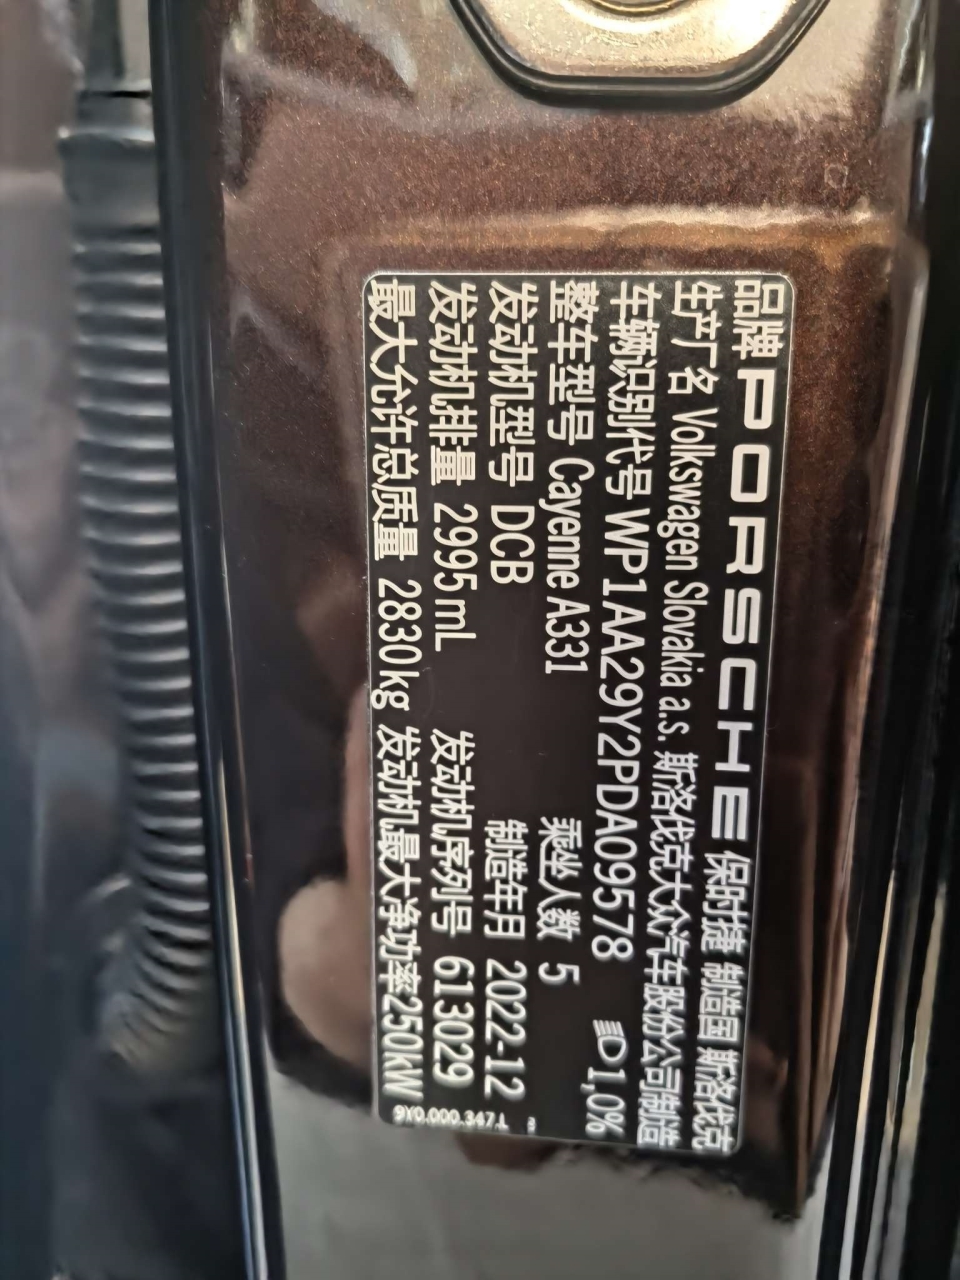 品牌 PORSCHE 保时捷 制造国 斯洛伐克
生产厂名 Volkswagen Slovakia a.s. 斯洛伐克大众汽车股份公司制造
车辆识别代号 WP1AA29Y2PDA09578 1,0%
整车型号 Cayenne A331 乘坐人数 5
发动机型号 DCB 制造年月 2022-12
发动机排量 2995mL 发动机序列号 613029
最大允许总质量 2830kg 发动机最大净功率250KW
9Y0.000.347.L